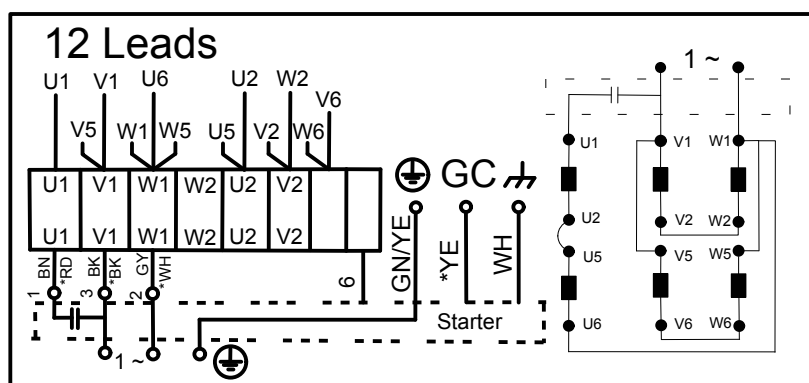 12 Leads
U1 V1 U6 U2 W2
V6
V5 W1 W5 U5 V2 W6
U1 V1 W1 W2 U2 V2
U1 V1 W1 W2 U2 V2
BN *RD BK *BK GY *WH 6
1 3 2
GC
GN/YE *YE WH
Starter
1 ~
1 ~
U1 V1 W1
U2 V2 W2
U5 V5 W5
U6 V6 W6